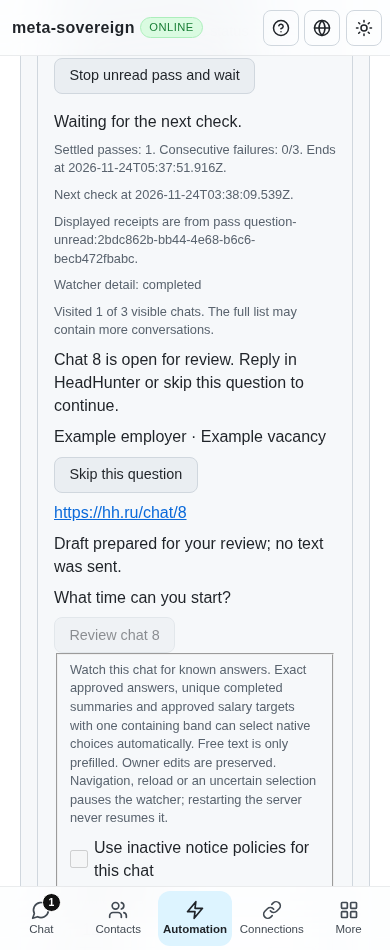 meta-sovereign ONLINE
Stop unread pass and wait
Waiting for the next check.
Settled passes: 1. Consecutive failures: 0/3. Ends
at 2026-11-24T05:37:51.916Z.
Next check at 2026-11-24T03:38:09.539Z.
Displayed receipts are from pass question-
unread:2bdc862b-bb44-4e68-b6c6-
becb472fbabc.
Watcher detail: completed
Visited 1 of 3 visible chats. The full list may
contain more conversations.
Chat 8 is open for review. Reply in
HeadHunter or skip this question to
continue.
Example employer · Example vacancy
Skip this question
https://hh.ru/chat/8
Draft prepared for your review; no text
was sent.
What time can you start?
Review chat 8
Watch this chat for known answers. Exact
approved answers, unique completed
summaries and approved salary targets
with one containing band can select native
choices automatically. Free text is only
prefilled. Owner edits are preserved.
Navigation, reload or an uncertain selection
pauses the watcher; restarting the server
never resumes it.
Use inactive notice policies for
this chat
1
Chat Contacts Automation Connections More